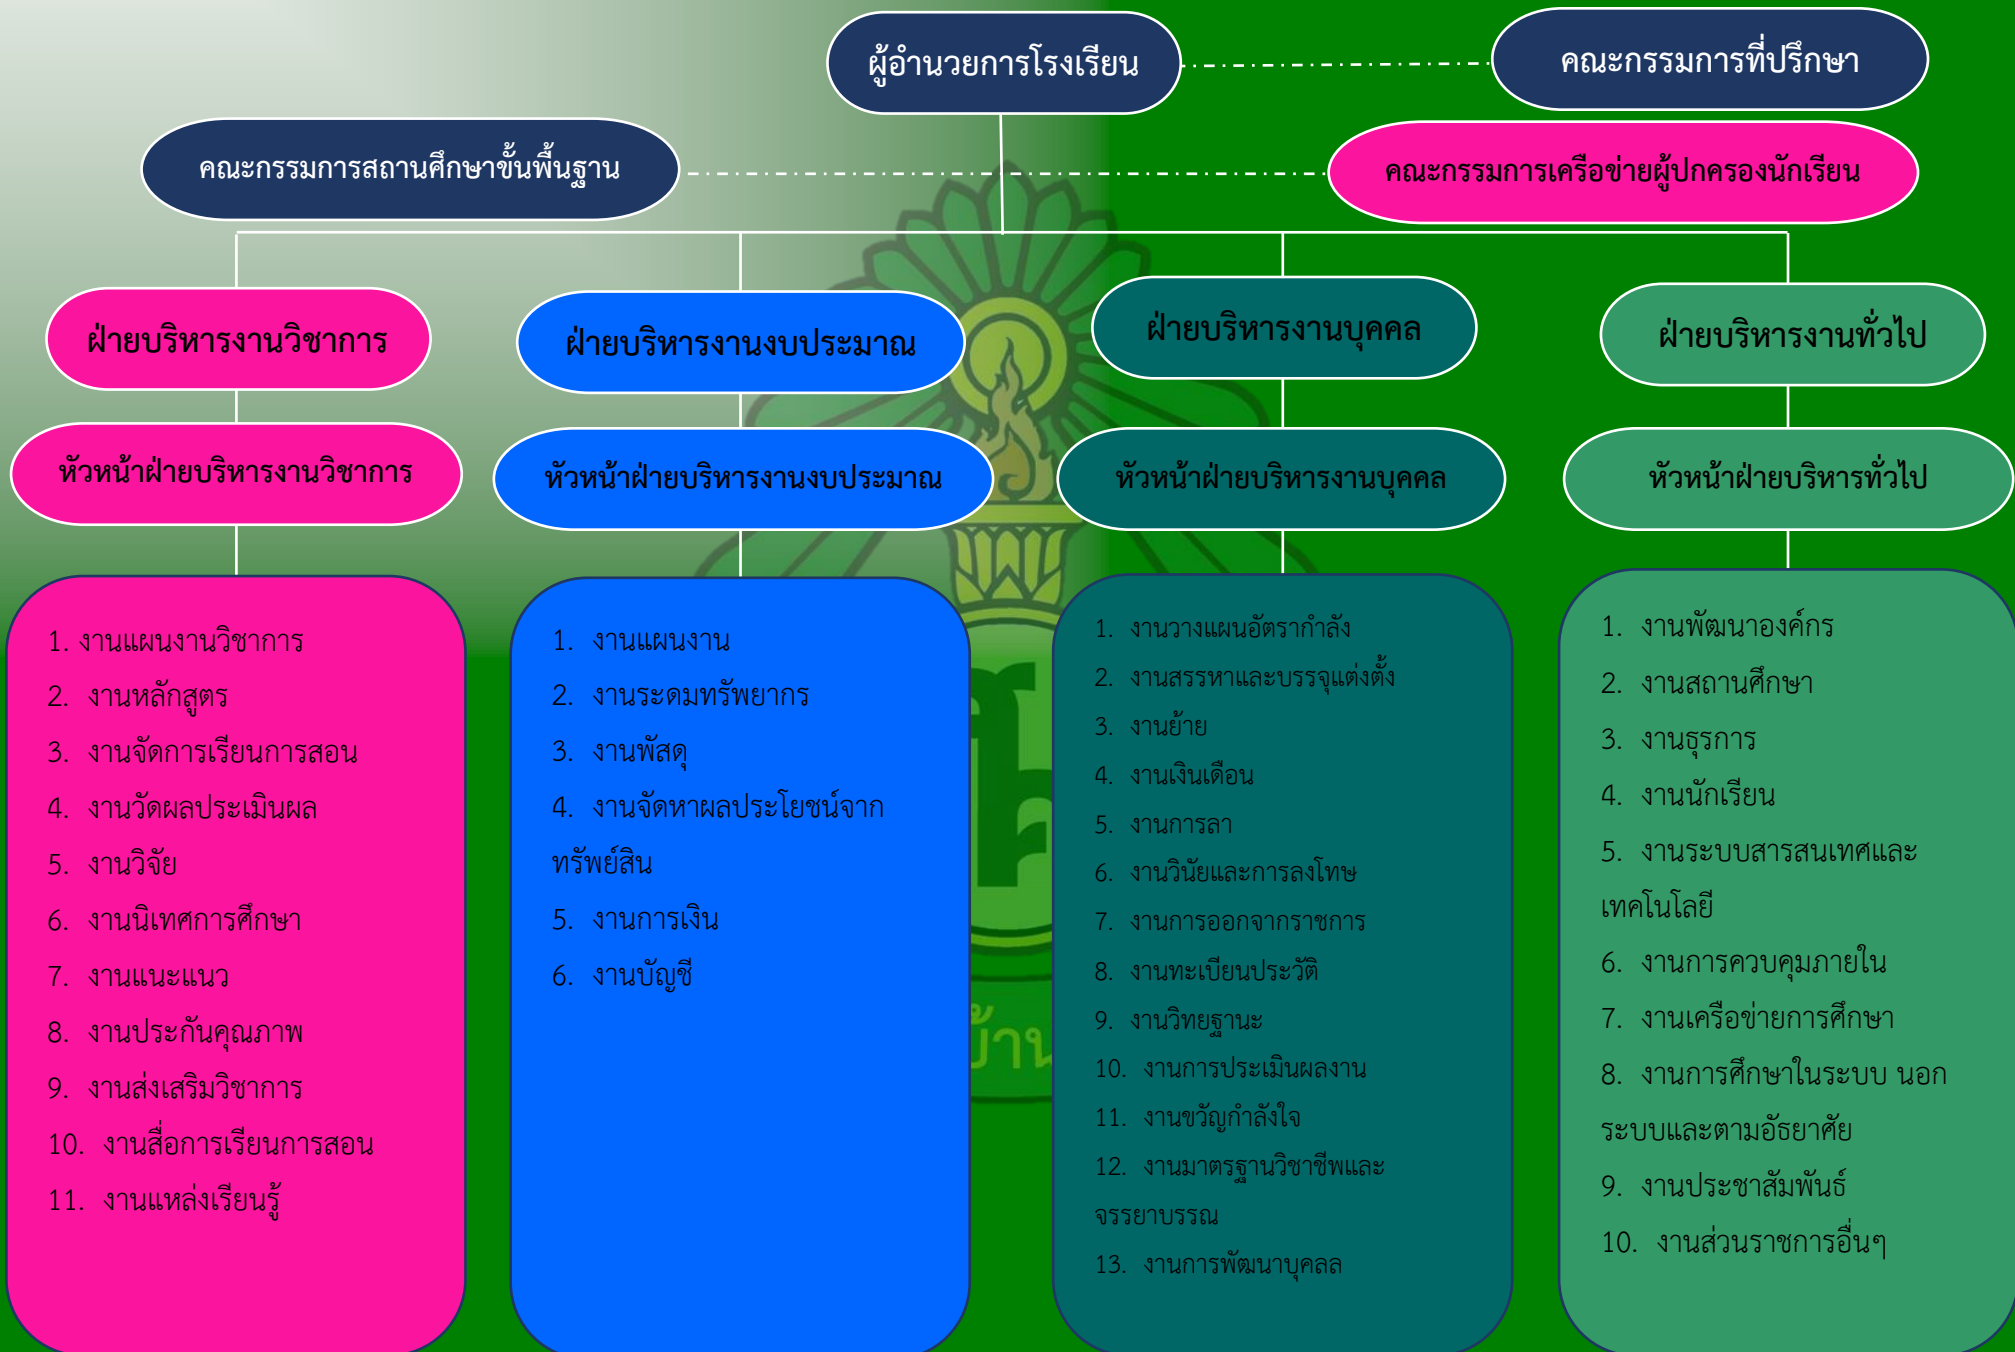 ผู้อำนวยการโรงเรียน
คณะกรรมการที่ปรึกษา
คณะกรรมการสถานศึกษาขั้นพื้นฐาน
คณะกรรมการเครือข่ายผู้ปกครองนักเรียน
ฝ่ายบริหารงานวิชาการ
ฝ่ายบริหารงานงบประมาณ
ฝ่ายบริหารงานบุคคล
ฝ่ายบริหารงานทั่วไป
หัวหน้าฝ่ายบริหารงานวิชาการ
หัวหน้าฝ่ายบริหารงานงบประมาณ
หัวหน้าฝ่ายบริหารงานบุคคล
หัวหน้าฝ่ายบริหารทั่วไป
1. งานแผนงานวิชาการ
2. งานหลักสูตร
3. งานจัดการเรียนการสอน
4. งานวัดผลประเมินผล
5. งานวิจัย
6. งานนิเทศการศึกษา
7. งานแนะแนว
8. งานประกันคุณภาพ
9. งานส่งเสริมวิชาการ
10. งานสื่อการเรียนการสอน
11. งานแหล่งเรียนรู้
1. งานแผนงาน
2. งานระดมทรัพยากร
3. งานพัสดุ
4. งานจัดหาผลประโยชน์จาก
ทรัพย์สิน
5. งานการเงิน
6. งานบัญชี
1. งานวางแผนอัตรากำลัง
2. งานสรรหาและบรรจุแต่งตั้ง
3. งานย้าย
4. งานเงินเดือน
5. งานการลา
6. งานวินัยและการลงโทษ
7. งานการออกจากราชการ
8. งานทะเบียนประวัติ
9. งานวิทยฐานะ
10. งานการประเมินผลงาน
11. งานขวัญกำลังใจ
12. งานมาตรฐานวิชาชีพและ
จรรยาบรรณ
13. งานการพัฒนาบุคลล
1. งานพัฒนาองค์กร
2. งานสถานศึกษา
3. งานธุรการ
4. งานนักเรียน
5. งานระบบสารสนเทศและ
เทคโนโลยี
6. งานการควบคุมภายใน
7. งานเครือข่ายการศึกษา
8. งานการศึกษาในระบบ นอก
ระบบและตามอัธยาศัย
9. งานประชาสัมพันธ์
10. งานส่วนราชการอื่นๆ